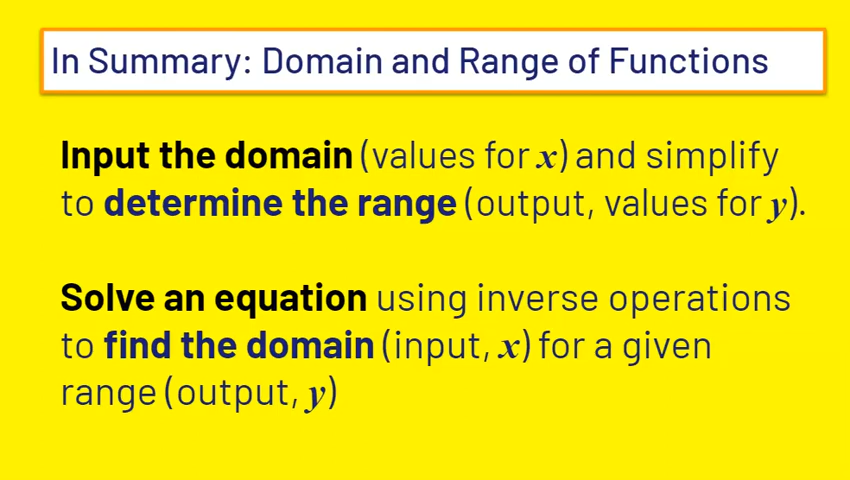 In Summary: Domain and Range of Functions
Input the domain (values for x) and simplify
to determine the range (output, values for y).
Solve an equation using inverse operations
to find the domain (input, x) for a given
range (output, y)